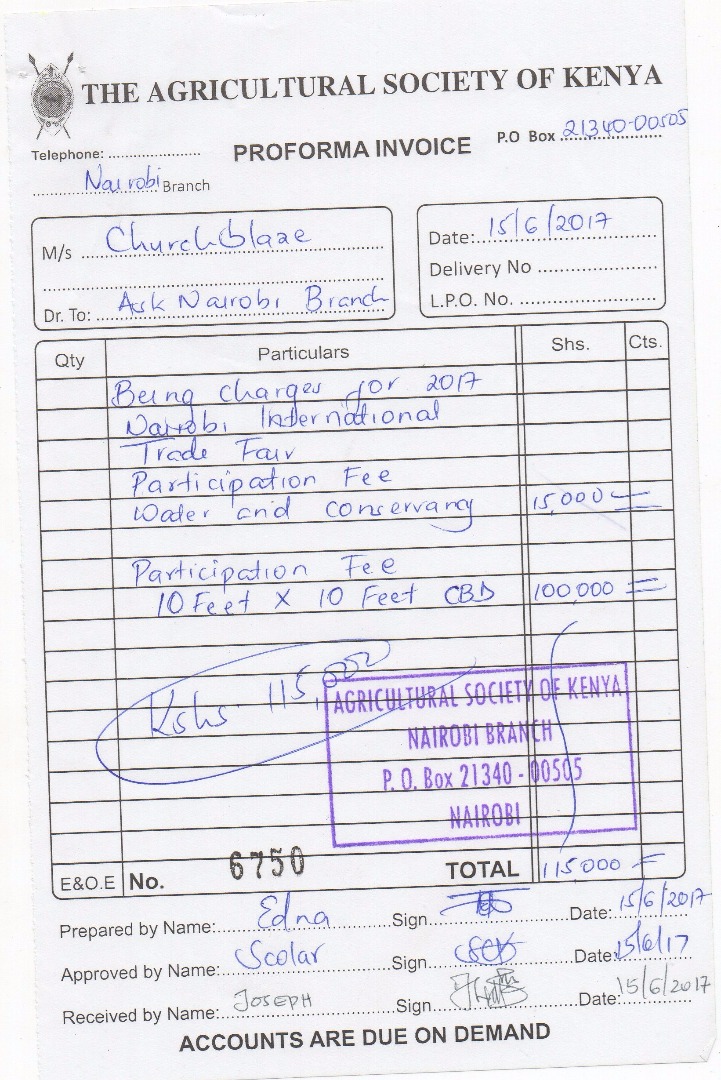 THE AGRICULTURAL SOCIETY OF KENYA
Telephone: .....................
PROFORMA INVOICE
P.O Box 21340-00505
Nairobi Branch
M/s Churchblaze
Dr. To: Ask Nairobi Branch
Date: 15/6/2017
Delivery No ......................
L.P.O. No. ......................
Qty Particulars Shs. Cts.
Being charges for 2017
Nairobi International
Trade Fair
Participation Fee
Water and conservancy 15,000 =
Participation Fee
10 Feet X 10 Feet CBD 100,000 =
Kshs 115,000
AGRICULTURAL SOCIETY OF KENYA
NAIROBI BRANCH
P. O. Box 21340 - 00505
NAIROBI
E&O.E No. 6750 TOTAL 115000 =
Prepared by Name: Edna Sign Date: 15/6/2017
Approved by Name: Scolar Sign Date: 15/6/17
Received by Name: JOSEPH Sign Date: 15/6/2017
ACCOUNTS ARE DUE ON DEMAND